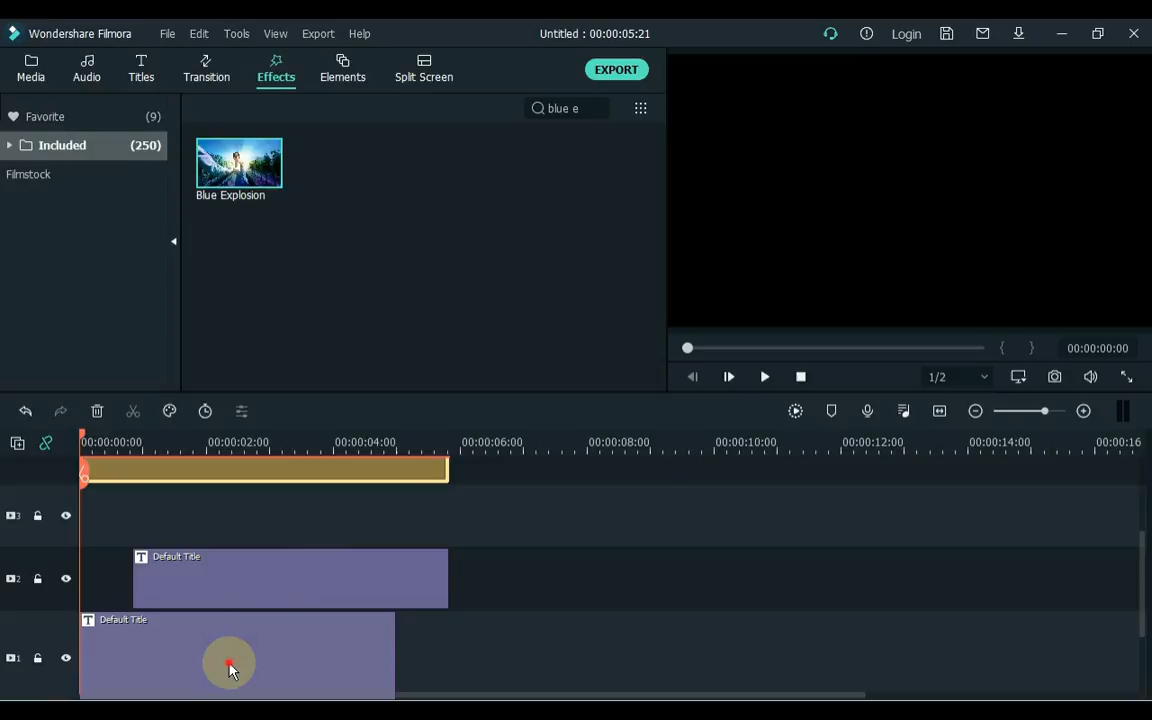 Wondershare Filmora File Edit Tools View Export Help Untitled : 00:00:05:21 Login
Media Audio Titles Transition Effects Elements Split Screen EXPORT
Favorite (9)
blue e
Included (250)
Filmstock
Blue Explosion
00:00:00:00
1/2
00:00:00:00 00:00:02:00 00:00:04:00 00:00:06:00 00:00:08:00 00:00:10:00 00:00:12:00 00:00:14:00 00:00:16
3
2 T Default Title
T Default Title
1